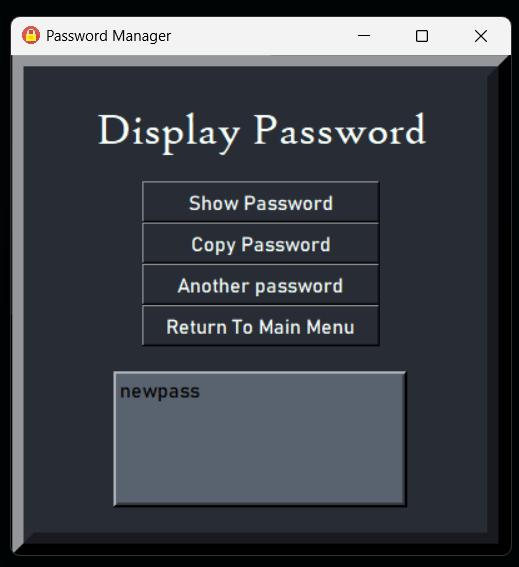 Password Manager
Display Password
Show Password
Copy Password
Another password
Return To Main Menu
newpass